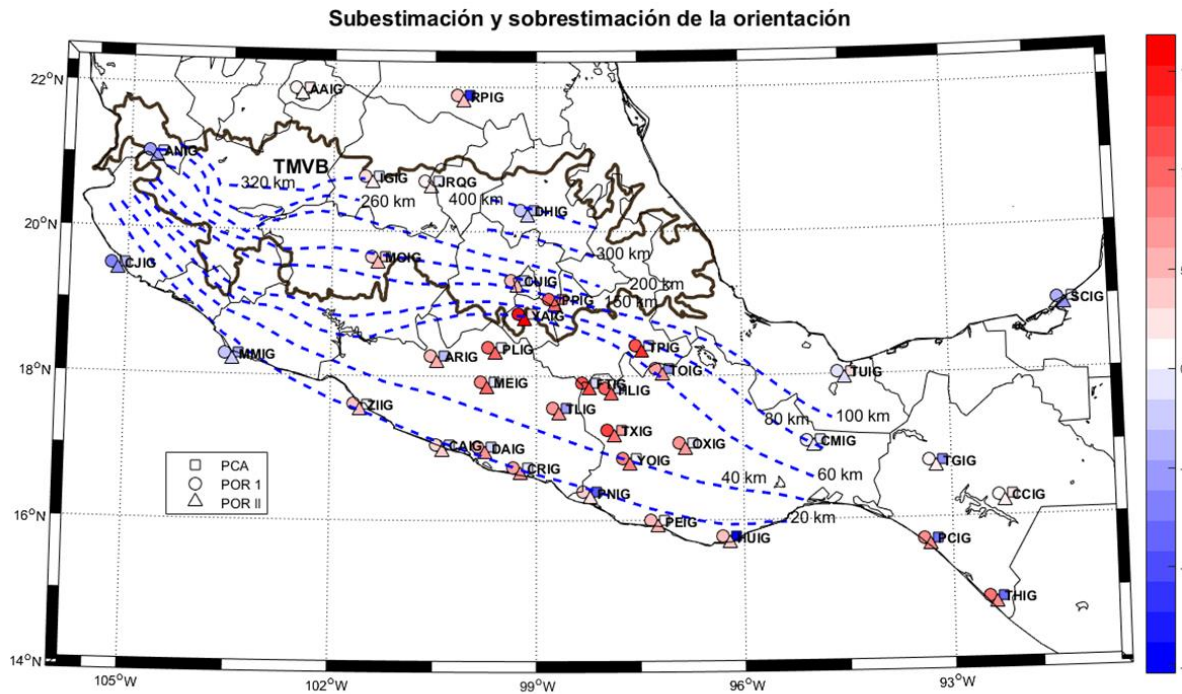 Subestimación y sobrestimación de la orientación
22°N
20°N
18°N
16°N
14°N
105°W
102°W
99°W
96°W
93°W
AAIG
RPIG
ANIG
TMVB
320 km
IGIG
260 km
JRQG
400 km
DHIG
300 km
CJIG
MOIG
CUIG
200 km
PPIG
150 km
YAIG
SCIG
MMIG
ARIG
PLIG
TPIG
TOIG
TUIG
MEIG
FTIG
HLIG
ZIIG
TLIG
100 km
80 km
TXIG
OXIG
CMIG
CAIG
DAIG
YOIG
60 km
TGIG
CRIG
40 km
PNIG
CCIG
20 km
PEIG
HUIG
PCIG
THIG
PCA
POR 1
POR II